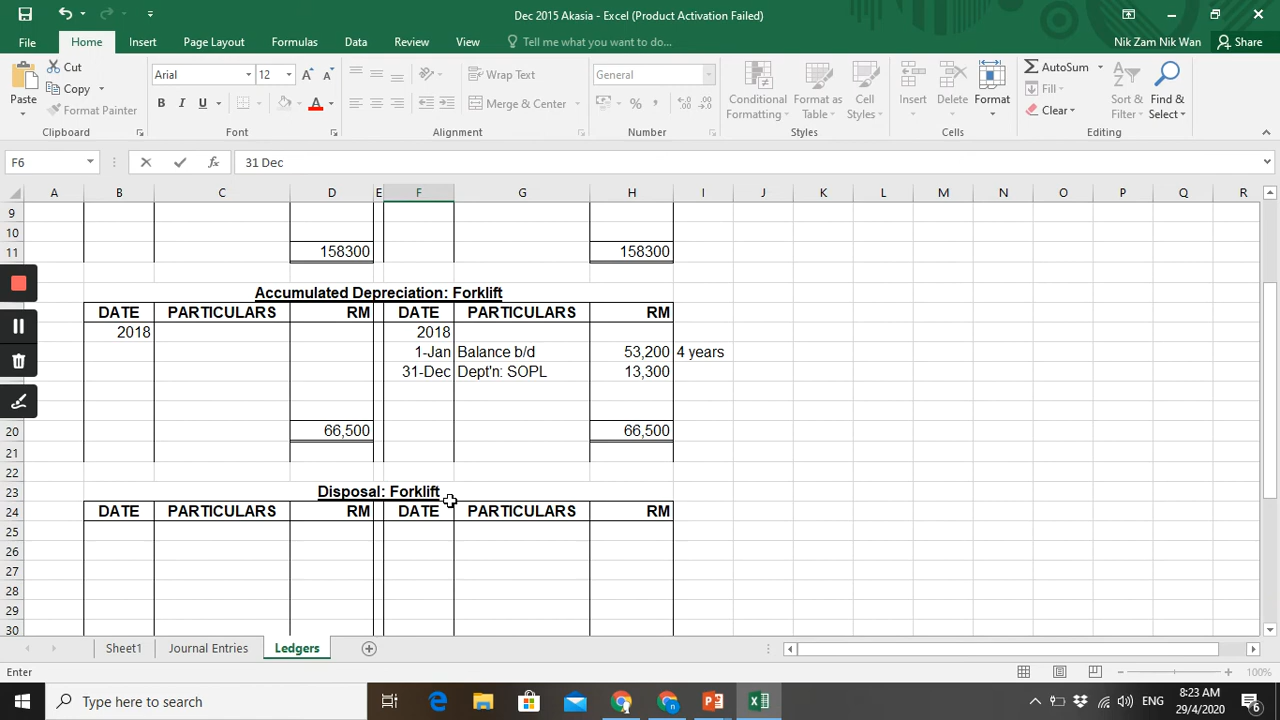 Dec 2015 Akasia - Excel (Product Activation Failed)
File Home Insert Page Layout Formulas Data Review View Tell me what you want to do... Nik Zam Nik Wan Share
Paste Cut Copy Format Painter
Arial 12 A A
B I U A
Wrap Text
Merge & Center
General
% ,
Conditional Formatting Format as Table Cell Styles
Insert Delete Format
AutoSum Fill Clear
Sort & Filter Find & Select
Clipboard Font Alignment Number Styles Cells Editing
F6 fx 31 Dec
A B C D E F G H I J K L M N O P Q R
9
10
11 158300 158300
Accumulated Depreciation: Forklift
DATE PARTICULARS RM DATE PARTICULARS RM
2018 2018
1-Jan Balance b/d 53,200 4 years
31-Dec Dept'n: SOPL 13,300
20 66,500 66,500
21
22
23 Disposal: Forklift
24 DATE PARTICULARS RM DATE PARTICULARS RM
25
26
27
28
29
30
Sheet1 Journal Entries Ledgers
Enter 100%
Type here to search
ENG 8:23 AM 29/4/2020 6